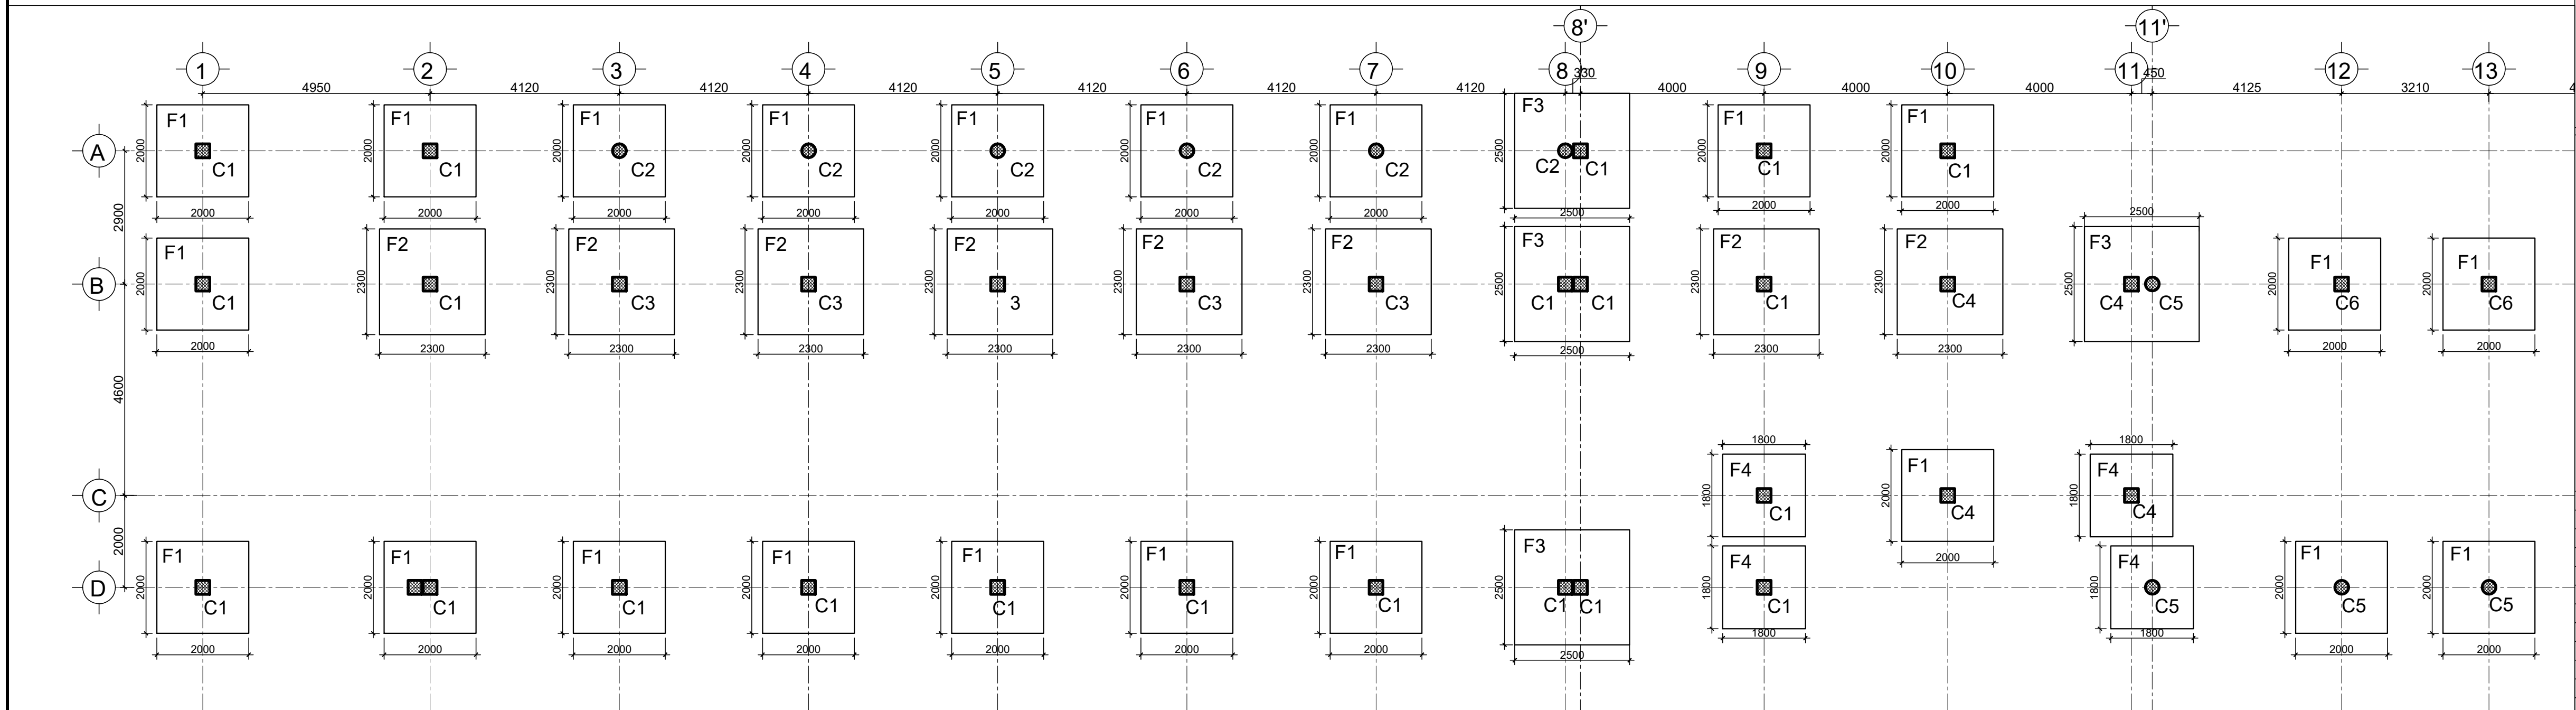 8' 11'
1 2 3 4 5 6 7 8 9 10 11 12 13
330 450
4950 4120 4120 4120 4120 4120 4120 4000 4000 4000 4125 3210 4
A
F1 F1 F1 F1 F1 F1 F1 F3 F1 F1
2000 2000 2000 2000 2000 2000 2000 2500 2000 2000
C1 C1 C2 C2 C2 C2 C2 C2 C1 C1 C1
2000 2000 2000 2000 2000 2000 2000 2500 2000 2000 2500
2900
B
F1 F2 F2 F2 F2 F2 F2 F3 F2 F2 F3 F1 F1
2000 2300 2300 2300 2300 2300 2300 2500 2300 2300 2500 2000 2000
C1 C1 C3 C3 3 C3 C3 C1 C1 C1 C4 C4 C5 C6 C6
2000 2300 2300 2300 2300 2300 2300 2500 2300 2300 2000 2000
4600
1800 1800
C
F4 F1 F4
1800 2000 1800
C1 C4 C4
2000
2000
D
F1 F1 F1 F1 F1 F1 F1 F3 F4 F4 F1 F1
2000 2000 2000 2000 2000 2000 2000 2500 1800 1800 2000 2000
C1 C1 C1 C1 C1 C1 C1 C1 C1 C1 C5 C5 C5
2000 2000 2000 2000 2000 2000 2000 2500 1800 1800 2000 2000